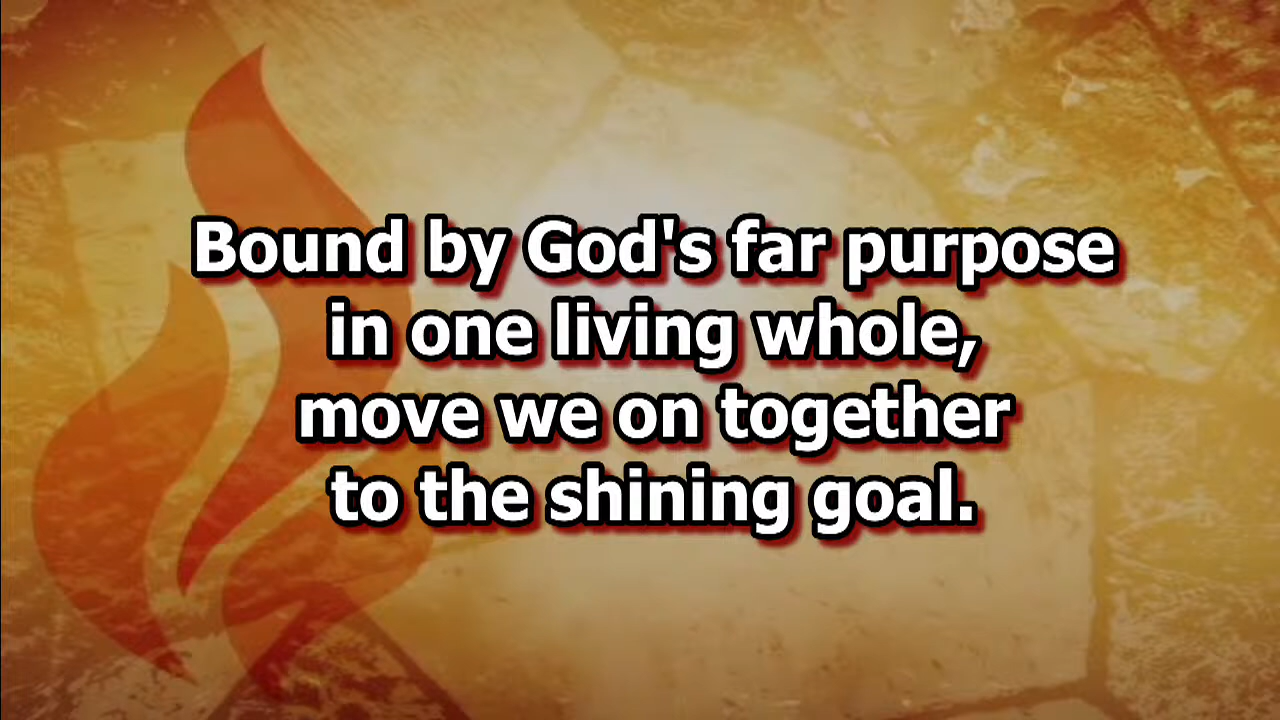 Bound by God's far purpose
in one living whole,
move we on together
to the shining goal.